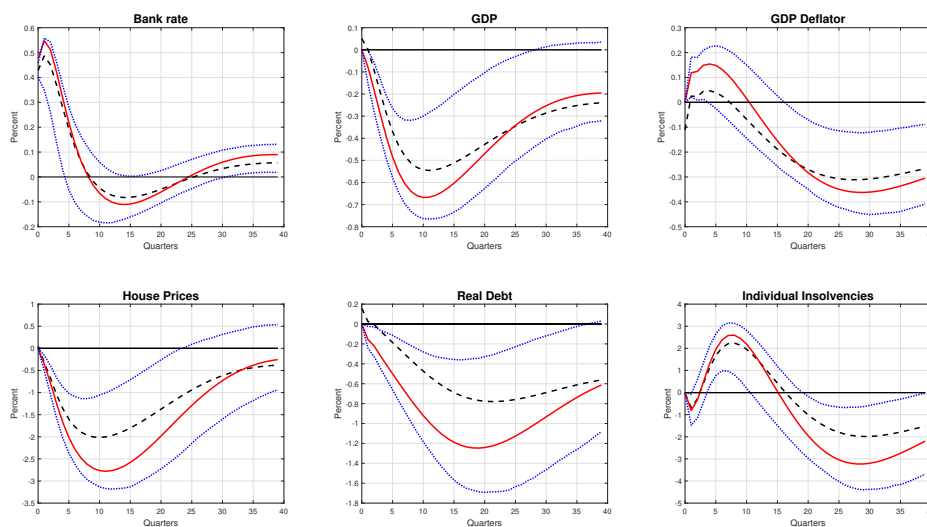 Bank rate
Percent
0.6
0.5
0.4
0.3
0.2
0.1
0
-0.1
-0.2
0 5 10 15 20 25 30 35 40
Quarters
GDP
Percent
0.1
0
-0.1
-0.2
-0.3
-0.4
-0.5
-0.6
-0.7
-0.8
0 5 10 15 20 25 30 35 40
Quarters
GDP Deflator
Percent
0.3
0.2
0.1
0
-0.1
-0.2
-0.3
-0.4
-0.5
0 5 10 15 20 25 30 35
Quarters
House Prices
Percent
1
0.5
0
-0.5
-1
-1.5
-2
-2.5
-3
-3.5
0 5 10 15 20 25 30 35 40
Quarters
Real Debt
Percent
0.2
0
-0.2
-0.4
-0.6
-0.8
-1
-1.2
-1.4
-1.6
-1.8
0 5 10 15 20 25 30 35 40
Quarters
Individual Insolvencies
Percent
4
3
2
1
0
-1
-2
-3
-4
-5
0 5 10 15 20 25 30 35
Quarters